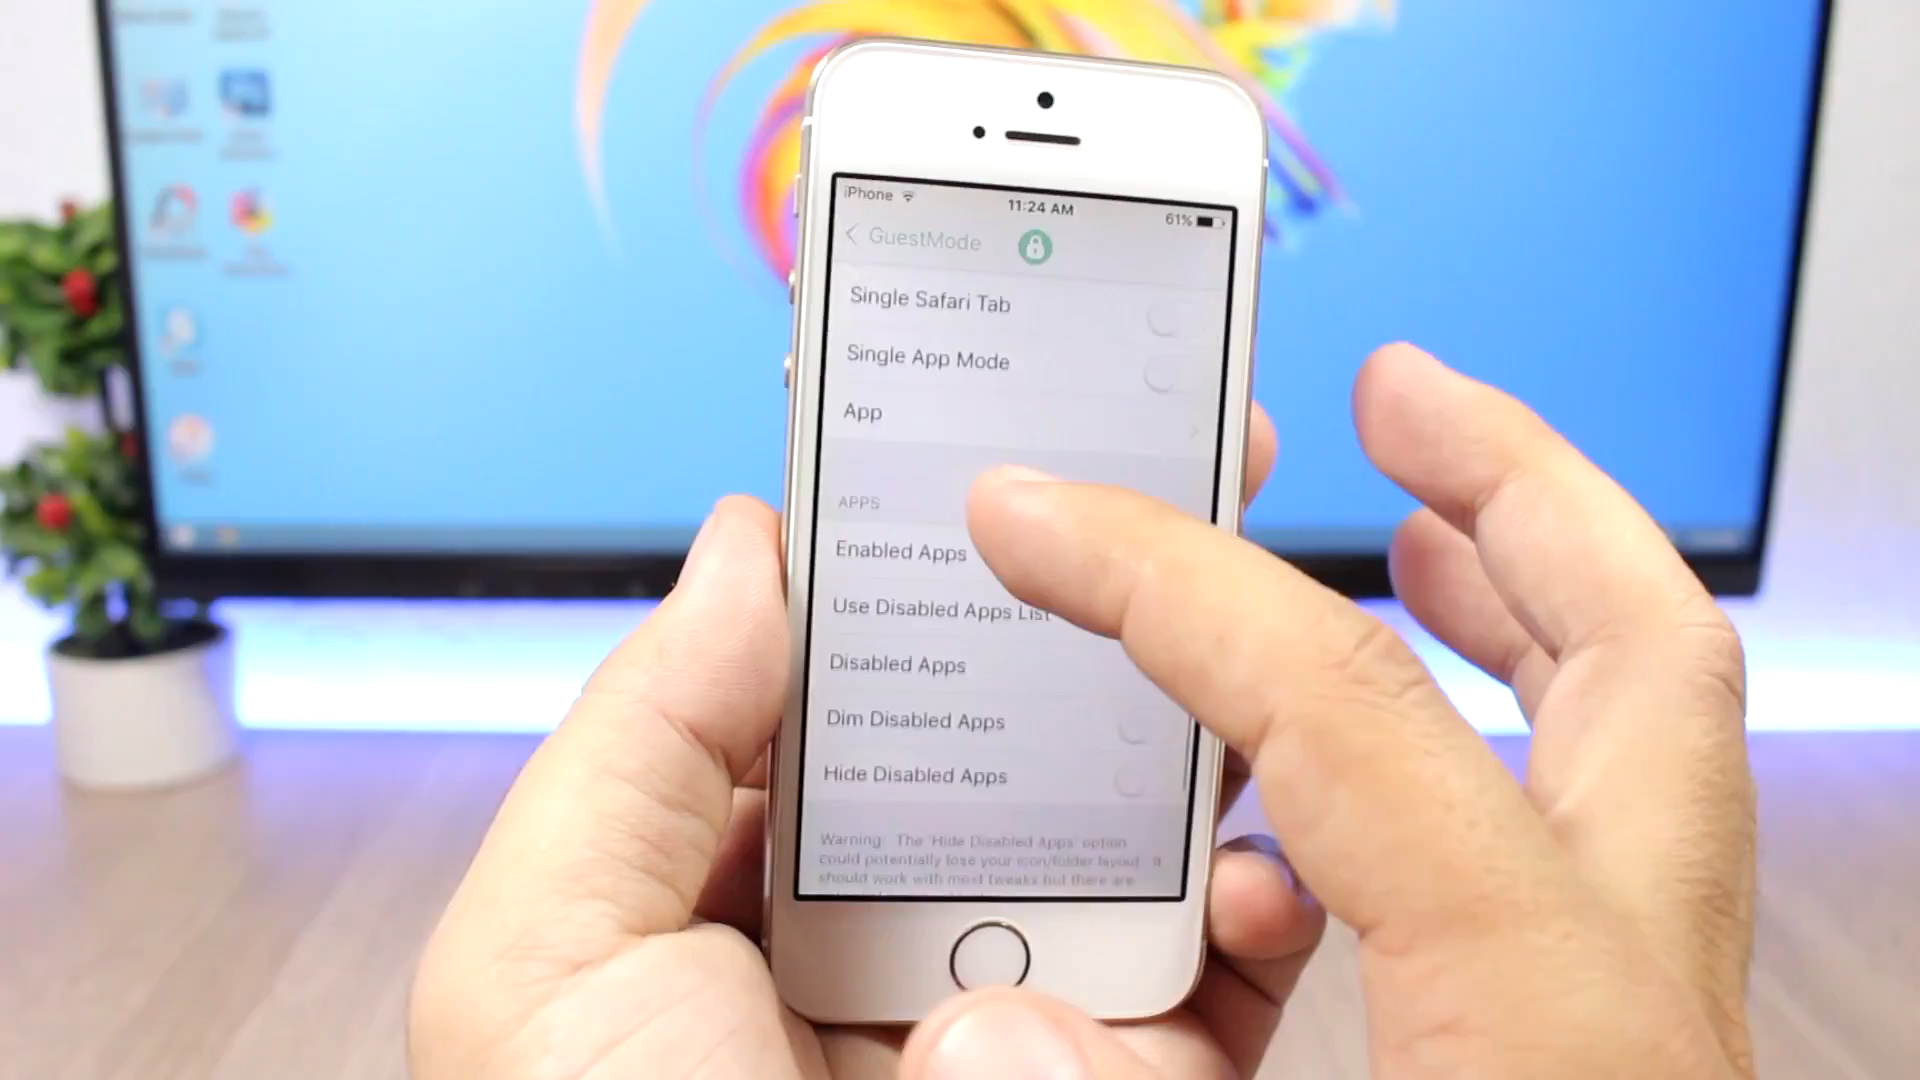 iPhone
11:24 AM
61%
GuestMode
Single Safari Tab
Single App Mode
App
APPS
Enabled Apps
Use Disabled Apps List
Disabled Apps
Dim Disabled Apps
Hide Disabled Apps
Warning: The 'Hide Disabled Apps' option
could potentially lose your icon/folder layout. It
should work with most tweaks but there are